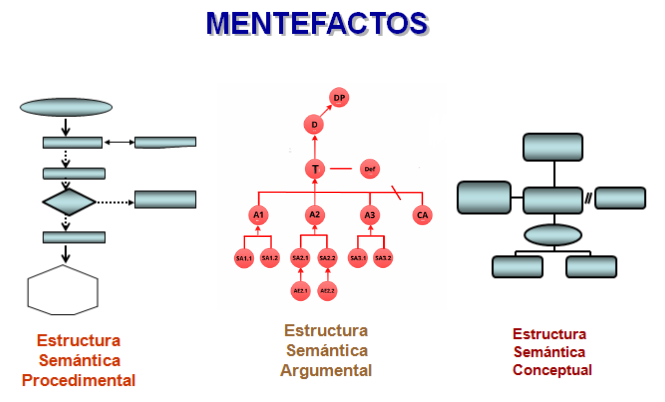 MENTEFACTOS
DP
D
T
Def
A1
A2
A3
CA
SA1.1
SA1.2
SA2.1
SA2.2
SA3.1
SA3.2
AE2.1
AE2.2
//
Estructura
Semántica
Procedimental
Estructura
Semántica
Argumental
Estructura
Semántica
Conceptual